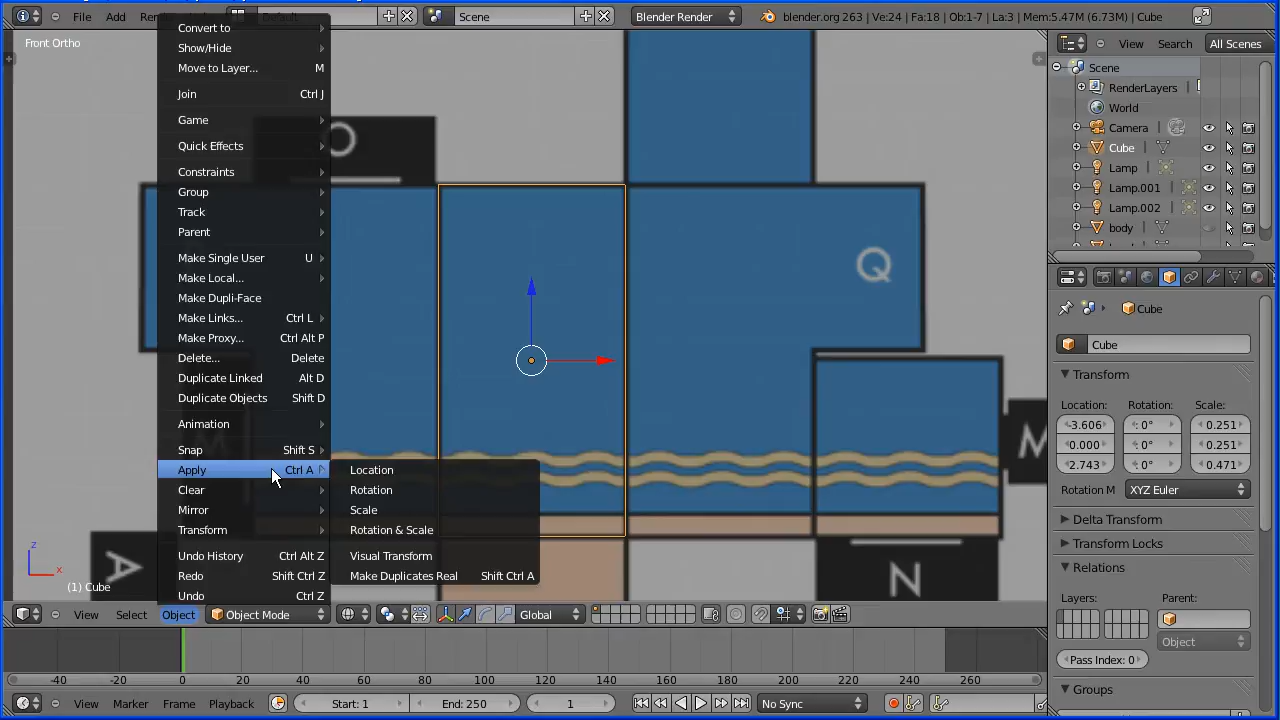 File Add Render Default Scene Blender Render blender.org 263 | Ve:24 | Fa:18 | Ob:1-7 | La:3 | Mem:5.47M (6.73M) | Cube
Front Ortho
Convert to
Show/Hide
Move to Layer... M
Join Ctrl J
Game
Quick Effects
Constraints
Group
Track
Parent
Make Single User U
Make Local...
Make Dupli-Face
Make Links... Ctrl L
Make Proxy... Ctrl Alt P
Delete... Delete
Duplicate Linked Alt D
Duplicate Objects Shift D
Animation
Snap Shift S
Apply Ctrl A
Clear
Mirror
Transform
Undo History Ctrl Alt Z
Redo Shift Ctrl Z
Undo Ctrl Z
Location
Rotation
Scale
Rotation & Scale
Visual Transform
Make Duplicates Real Shift Ctrl A
O
Q
M
M
A
N
z
x
(1) Cube
View Select Object Object Mode Global
-40 -20 0 20 40 60 80 100 120 140 160 180 200 220 240 260
View Marker Frame Playback Start: 1 End: 250 1 No Sync
View Search All Scenes
Scene
RenderLayers
World
Camera
Cube
Lamp
Lamp.001
Lamp.002
body
Cube
Cube
Transform
Location: Rotation: Scale:
-3.606 0° 0.251
0.000 0° 0.251
2.743 0° 0.471
Rotation M XYZ Euler
Delta Transform
Transform Locks
Relations
Layers: Parent:
Object
Pass Index: 0
Groups